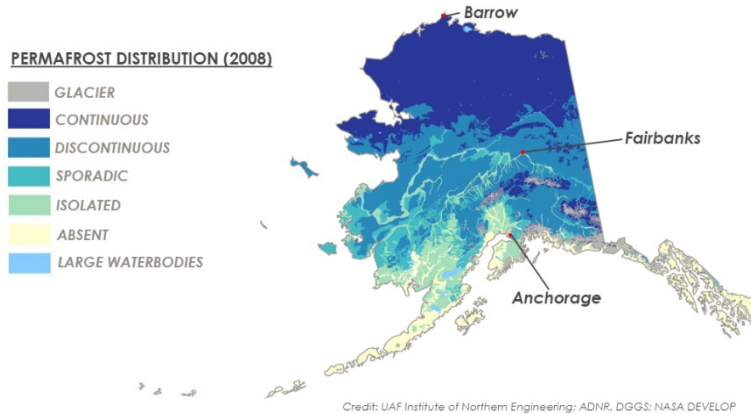 Barrow
PERMAFROST DISTRIBUTION (2008)
GLACIER
CONTINUOUS
DISCONTINUOUS
SPORADIC
ISOLATED
ABSENT
LARGE WATERBODIES
Fairbanks
Anchorage
Credit: UAF Institute of Northern Engineering; ADNR, DGGS; NASA DEVELOP